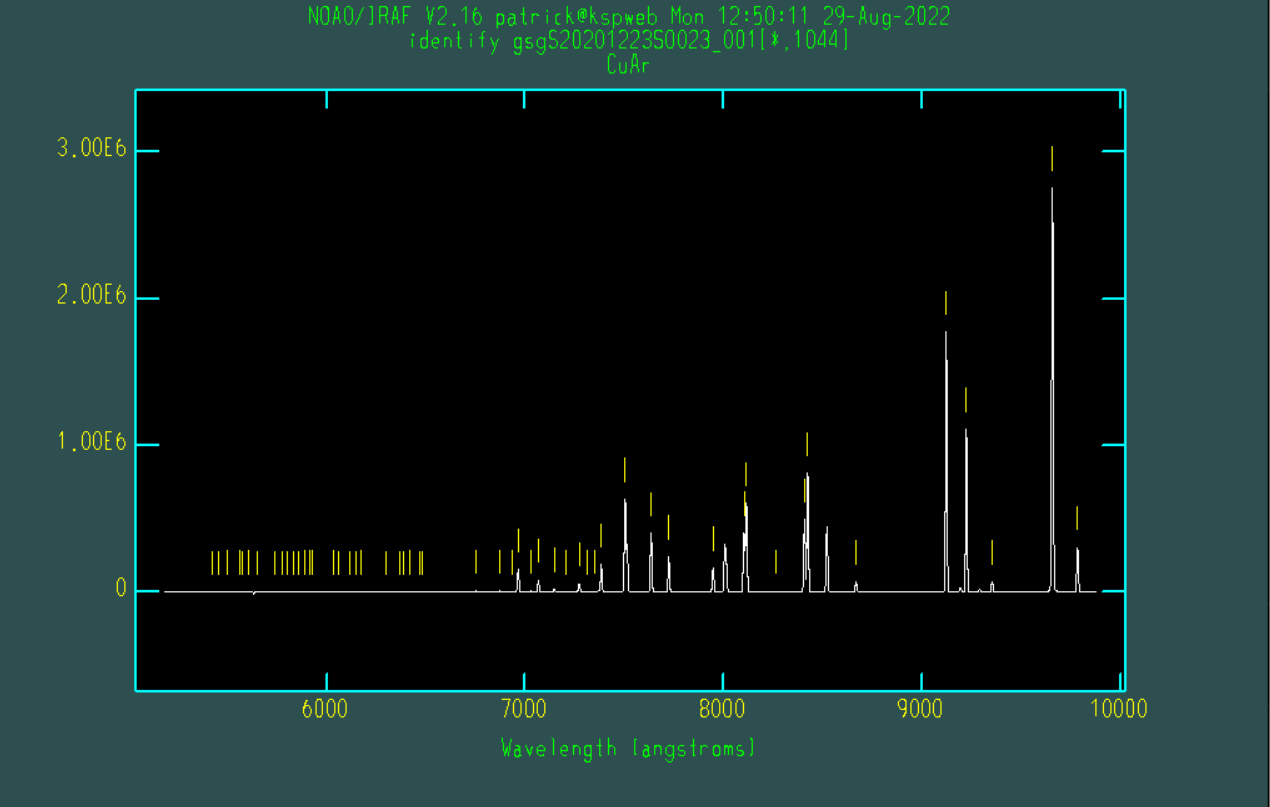 NOAO/IRAF V2.16 patrick@kspweb Mon 12:50:11 29-Aug-2022
identify gsgS20201223S0023_001[*,1044]
CuAr
3.00E6
2.00E6
1.00E6
0
6000 7000 8000 9000 10000
Wavelength (angstroms)